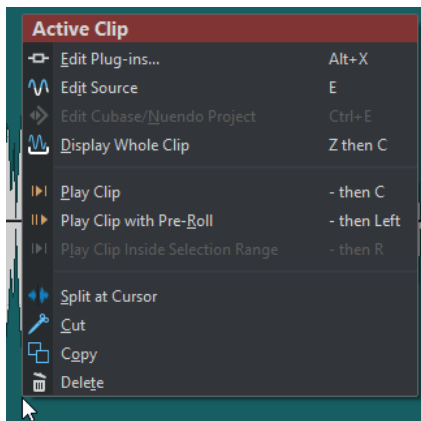 Active Clip
Edit Plug-ins... Alt+X
Edit Source E
Edit Cubase/Nuendo Project Ctrl+E
Display Whole Clip Z then C
Play Clip - then C
Play Clip with Pre-Roll - then Left
Play Clip Inside Selection Range - then R
Split at Cursor
Cut
Copy
Delete